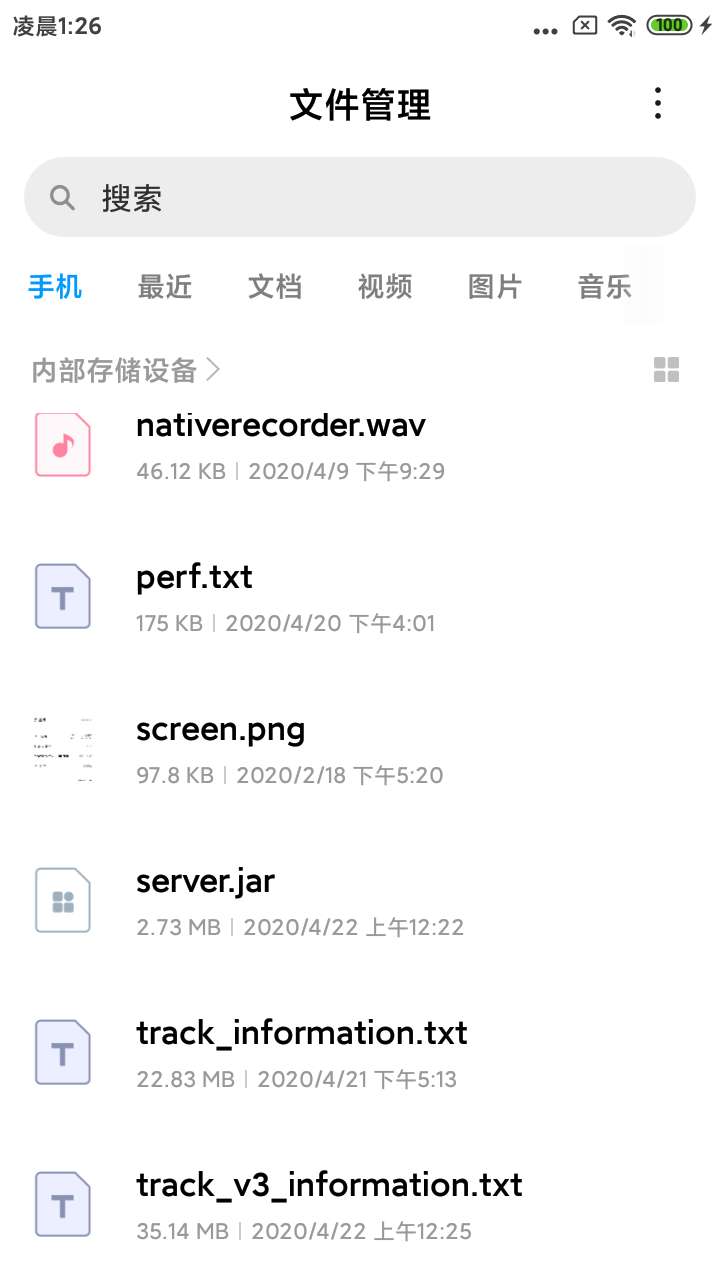 凌晨1:26
100
文件管理
搜索
手机 最近 文档 视频 图片 音乐
内部存储设备
nativerecorder.wav
46.12 KB | 2020/4/9 下午9:29
T
perf.txt
175 KB | 2020/4/20 下午4:01
screen.png
97.8 KB | 2020/2/18 下午5:20
server.jar
2.73 MB | 2020/4/22 上午12:22
T
track_information.txt
22.83 MB | 2020/4/21 下午5:13
T
track_v3_information.txt
35.14 MB | 2020/4/22 上午12:25